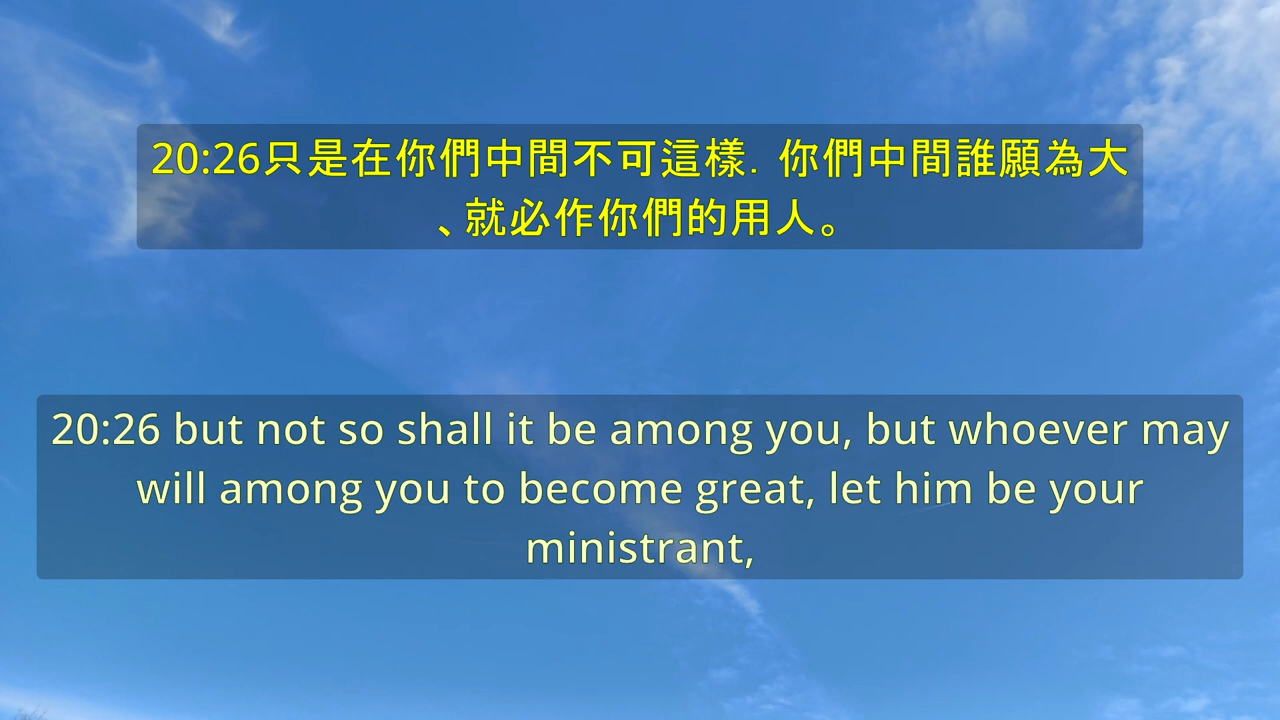 20:26只是在你們中間不可這樣．你們中間誰願為大
、就必作你們的用人。
20:26 but not so shall it be among you, but whoever may
will among you to become great, let him be your
ministrant,